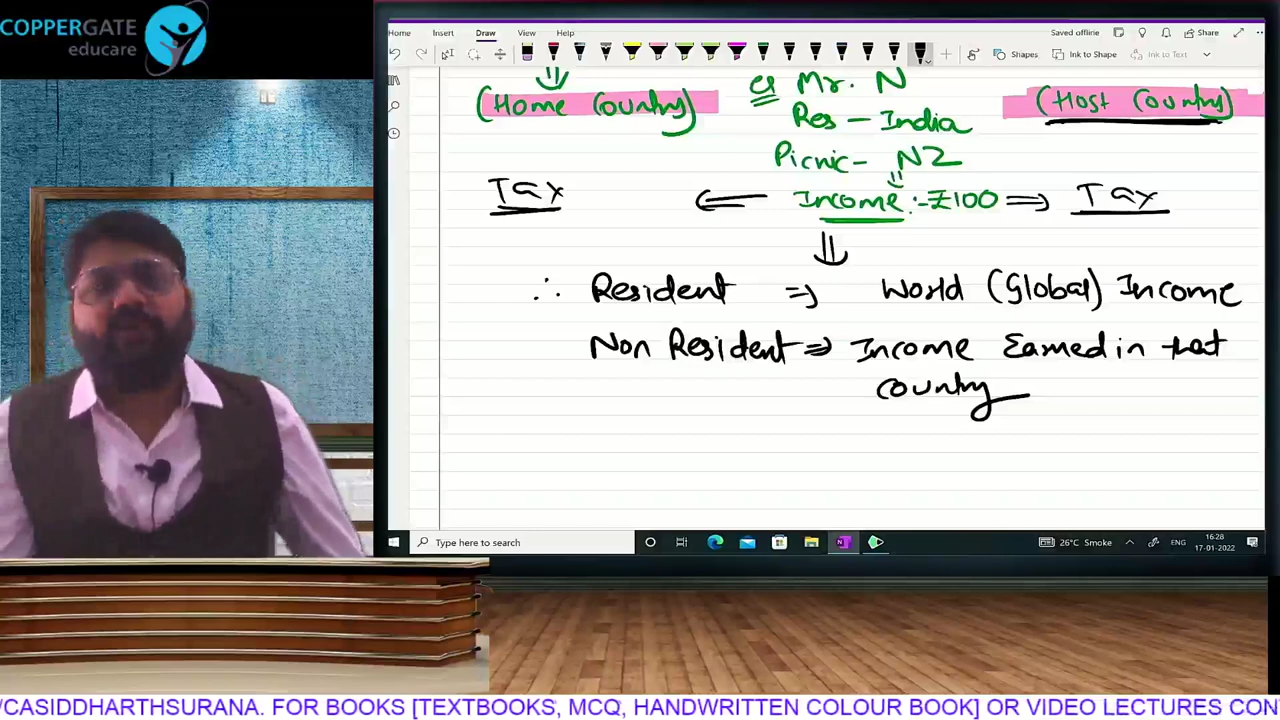 COPPERGATE
educare
Home Insert Draw View Help
Saved offline Share
Shapes Ink to Shape Ink to Text
(Home Country)
eg Mr. N
(Host Country)
Res - India
Picnic - NZ
Tax
Income :- ₹100
Tax
∴ Resident ⇒ World (Global) Income
Non Resident ⇒ Income Earned in that
country
Type here to search
26°C Smoke
ENG
16:28
17-01-2022
/CASIDDHARTHSURANA. FOR BOOKS [TEXTBOOKS, MCQ, HANDWRITTEN COLOUR BOOK] OR VIDEO LECTURES CON